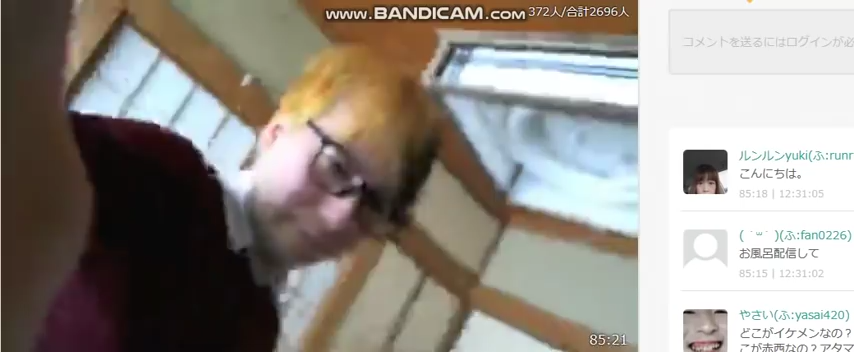 www.BANDICAM.com 372人/合計2696人
コメントを送るにはログインが必
ルンルンyuki(ふ:runr
こんにちは。
85:18 | 12:31:05
( ˙꒳˙ )(ふ:fan0226)
お風呂配信して
85:15 | 12:31:02
やさい(ふ:yasai420)
どこがイケメンなの？
こが赤西なの？アタマ
85:21